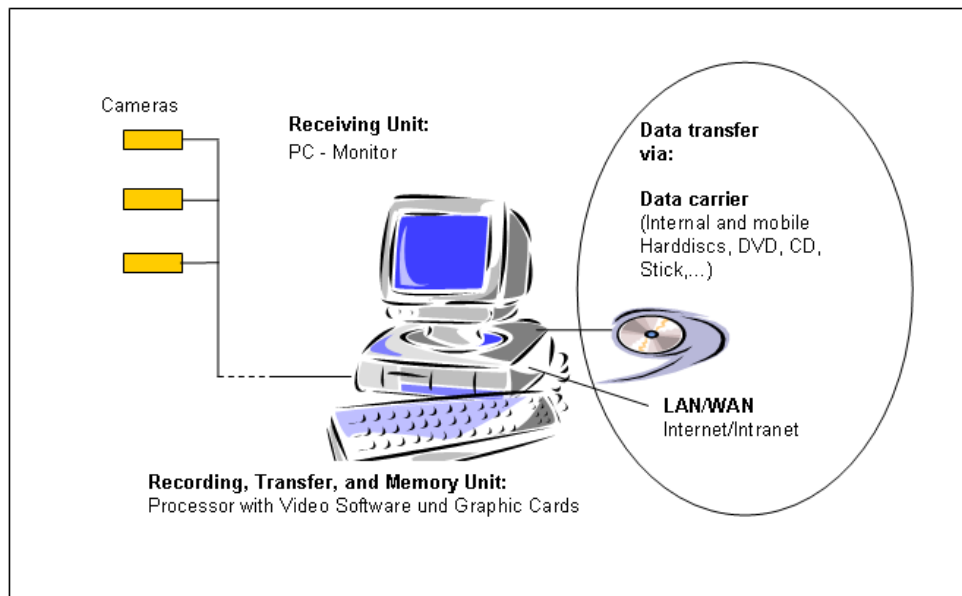 Cameras
Receiving Unit:
PC - Monitor
Data transfer
via:
Data carrier
(Internal and mobile
Harddiscs, DVD, CD,
Stick,...)
LAN/WAN
Internet/Intranet
Recording, Transfer, and Memory Unit:
Processor with Video Software und Graphic Cards